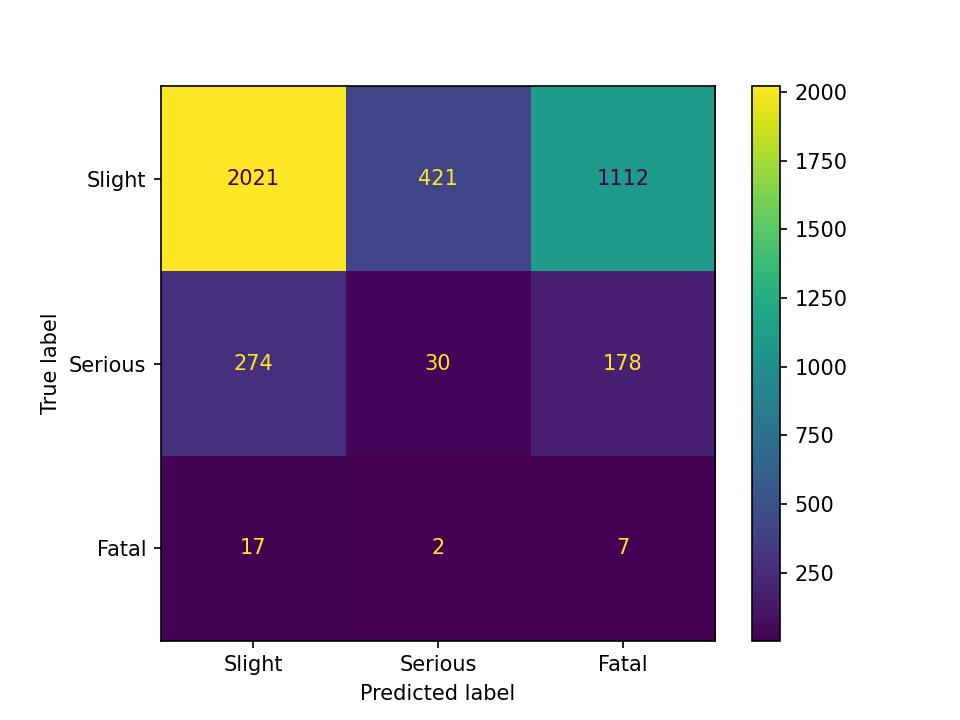 2000
1750
1500
1250
1000
750
500
250
Slight
2021 421 1112
Serious
274 30 178
Fatal
17 2 7
True label
Slight Serious Fatal
Predicted label